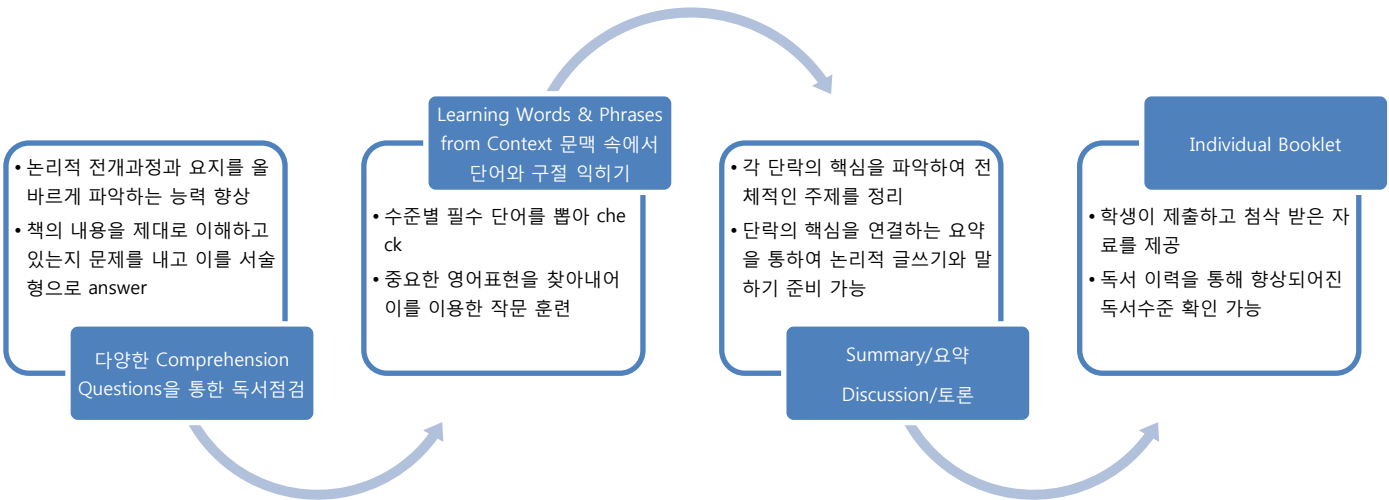 • 논리적 전개과정과 요지를 올
바르게 파악하는 능력 향상
• 책의 내용을 제대로 이해하고
있는지 문제를 내고 이를 서술
형으로 answer
다양한 Comprehension
Questions을 통한 독서점검
Learning Words & Phrases
from Context 문맥 속에서
단어와 구절 익히기
• 수준별 필수 단어를 뽑아 che
ck
• 중요한 영어표현을 찾아내어
이를 이용한 작문 훈련
• 각 단락의 핵심을 파악하여 전
체적인 주제를 정리
• 단락의 핵심을 연결하는 요약
을 통하여 논리적 글쓰기와 말
하기 준비 가능
Summary/요약
Discussion/토론
Individual Booklet
• 학생이 제출하고 첨삭 받은 자
료를 제공
• 독서 이력을 통해 향상되어진
독서수준 확인 가능